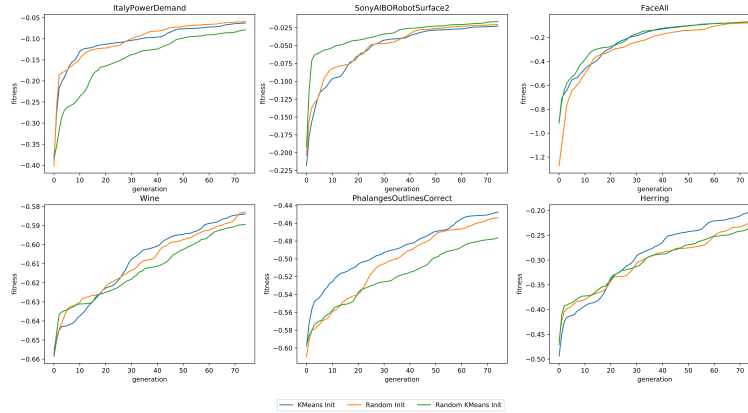 ItalyPowerDemand
SonyAIBORobotSurface2
FaceAll
fitness
−0.05
−0.10
−0.15
−0.20
−0.25
−0.30
−0.35
−0.40
0 10 20 30 40 50 60 70
generation
fitness
−0.025
−0.050
−0.075
−0.100
−0.125
−0.150
−0.175
−0.200
−0.225
0 10 20 30 40 50 60 70
generation
fitness
−0.2
−0.4
−0.6
−0.8
−1.0
−1.2
0 10 20 30 40 50 60 70
generation
Wine
PhalangesOutlinesCorrect
Herring
fitness
−0.58
−0.59
−0.60
−0.61
−0.62
−0.63
−0.64
−0.65
−0.66
0 10 20 30 40 50 60 70
generation
fitness
−0.44
−0.46
−0.48
−0.50
−0.52
−0.54
−0.56
−0.58
−0.60
0 10 20 30 40 50 60 70
generation
fitness
−0.20
−0.25
−0.30
−0.35
−0.40
−0.45
−0.50
0 10 20 30 40 50 60 70
generation
KMeans Init Random Init Random KMeans Init